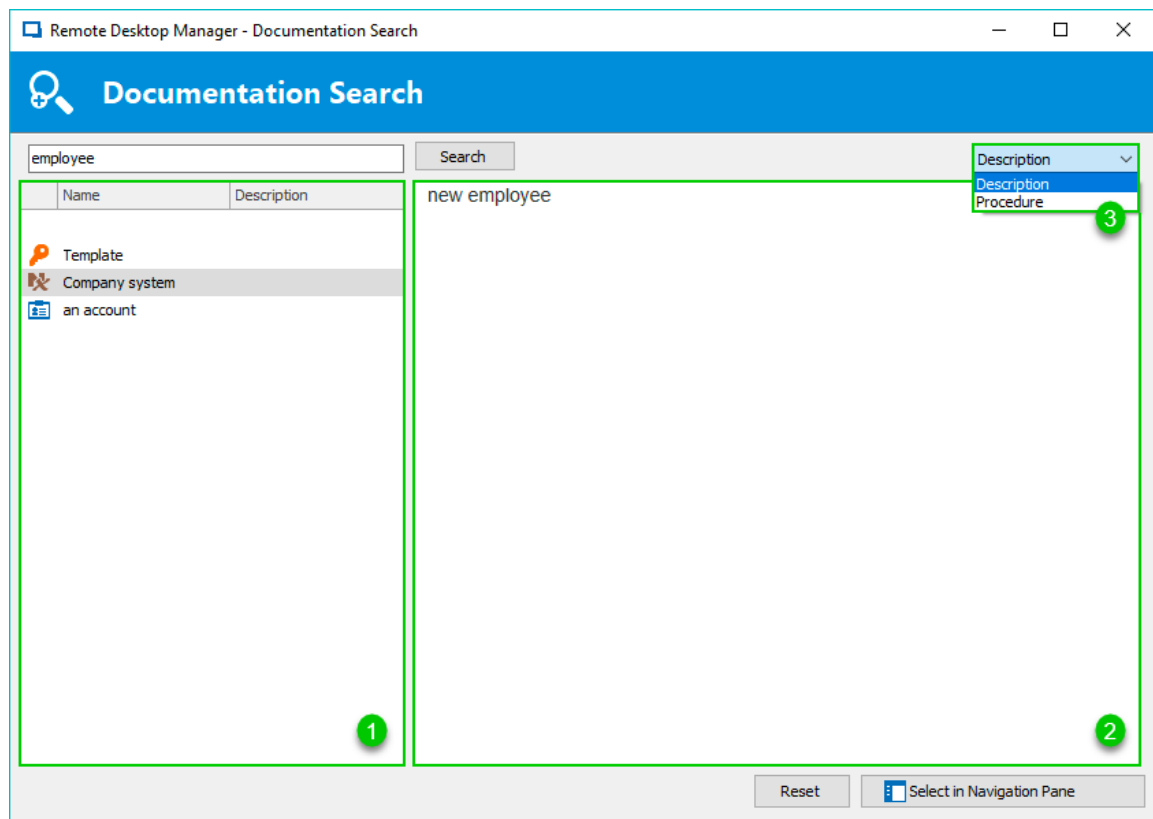 Remote Desktop Manager - Documentation Search
Documentation Search
employee
Search
Description
Description
Procedure
3
Name Description
Template
Company system
an account
1
new employee
2
Reset
Select in Navigation Pane